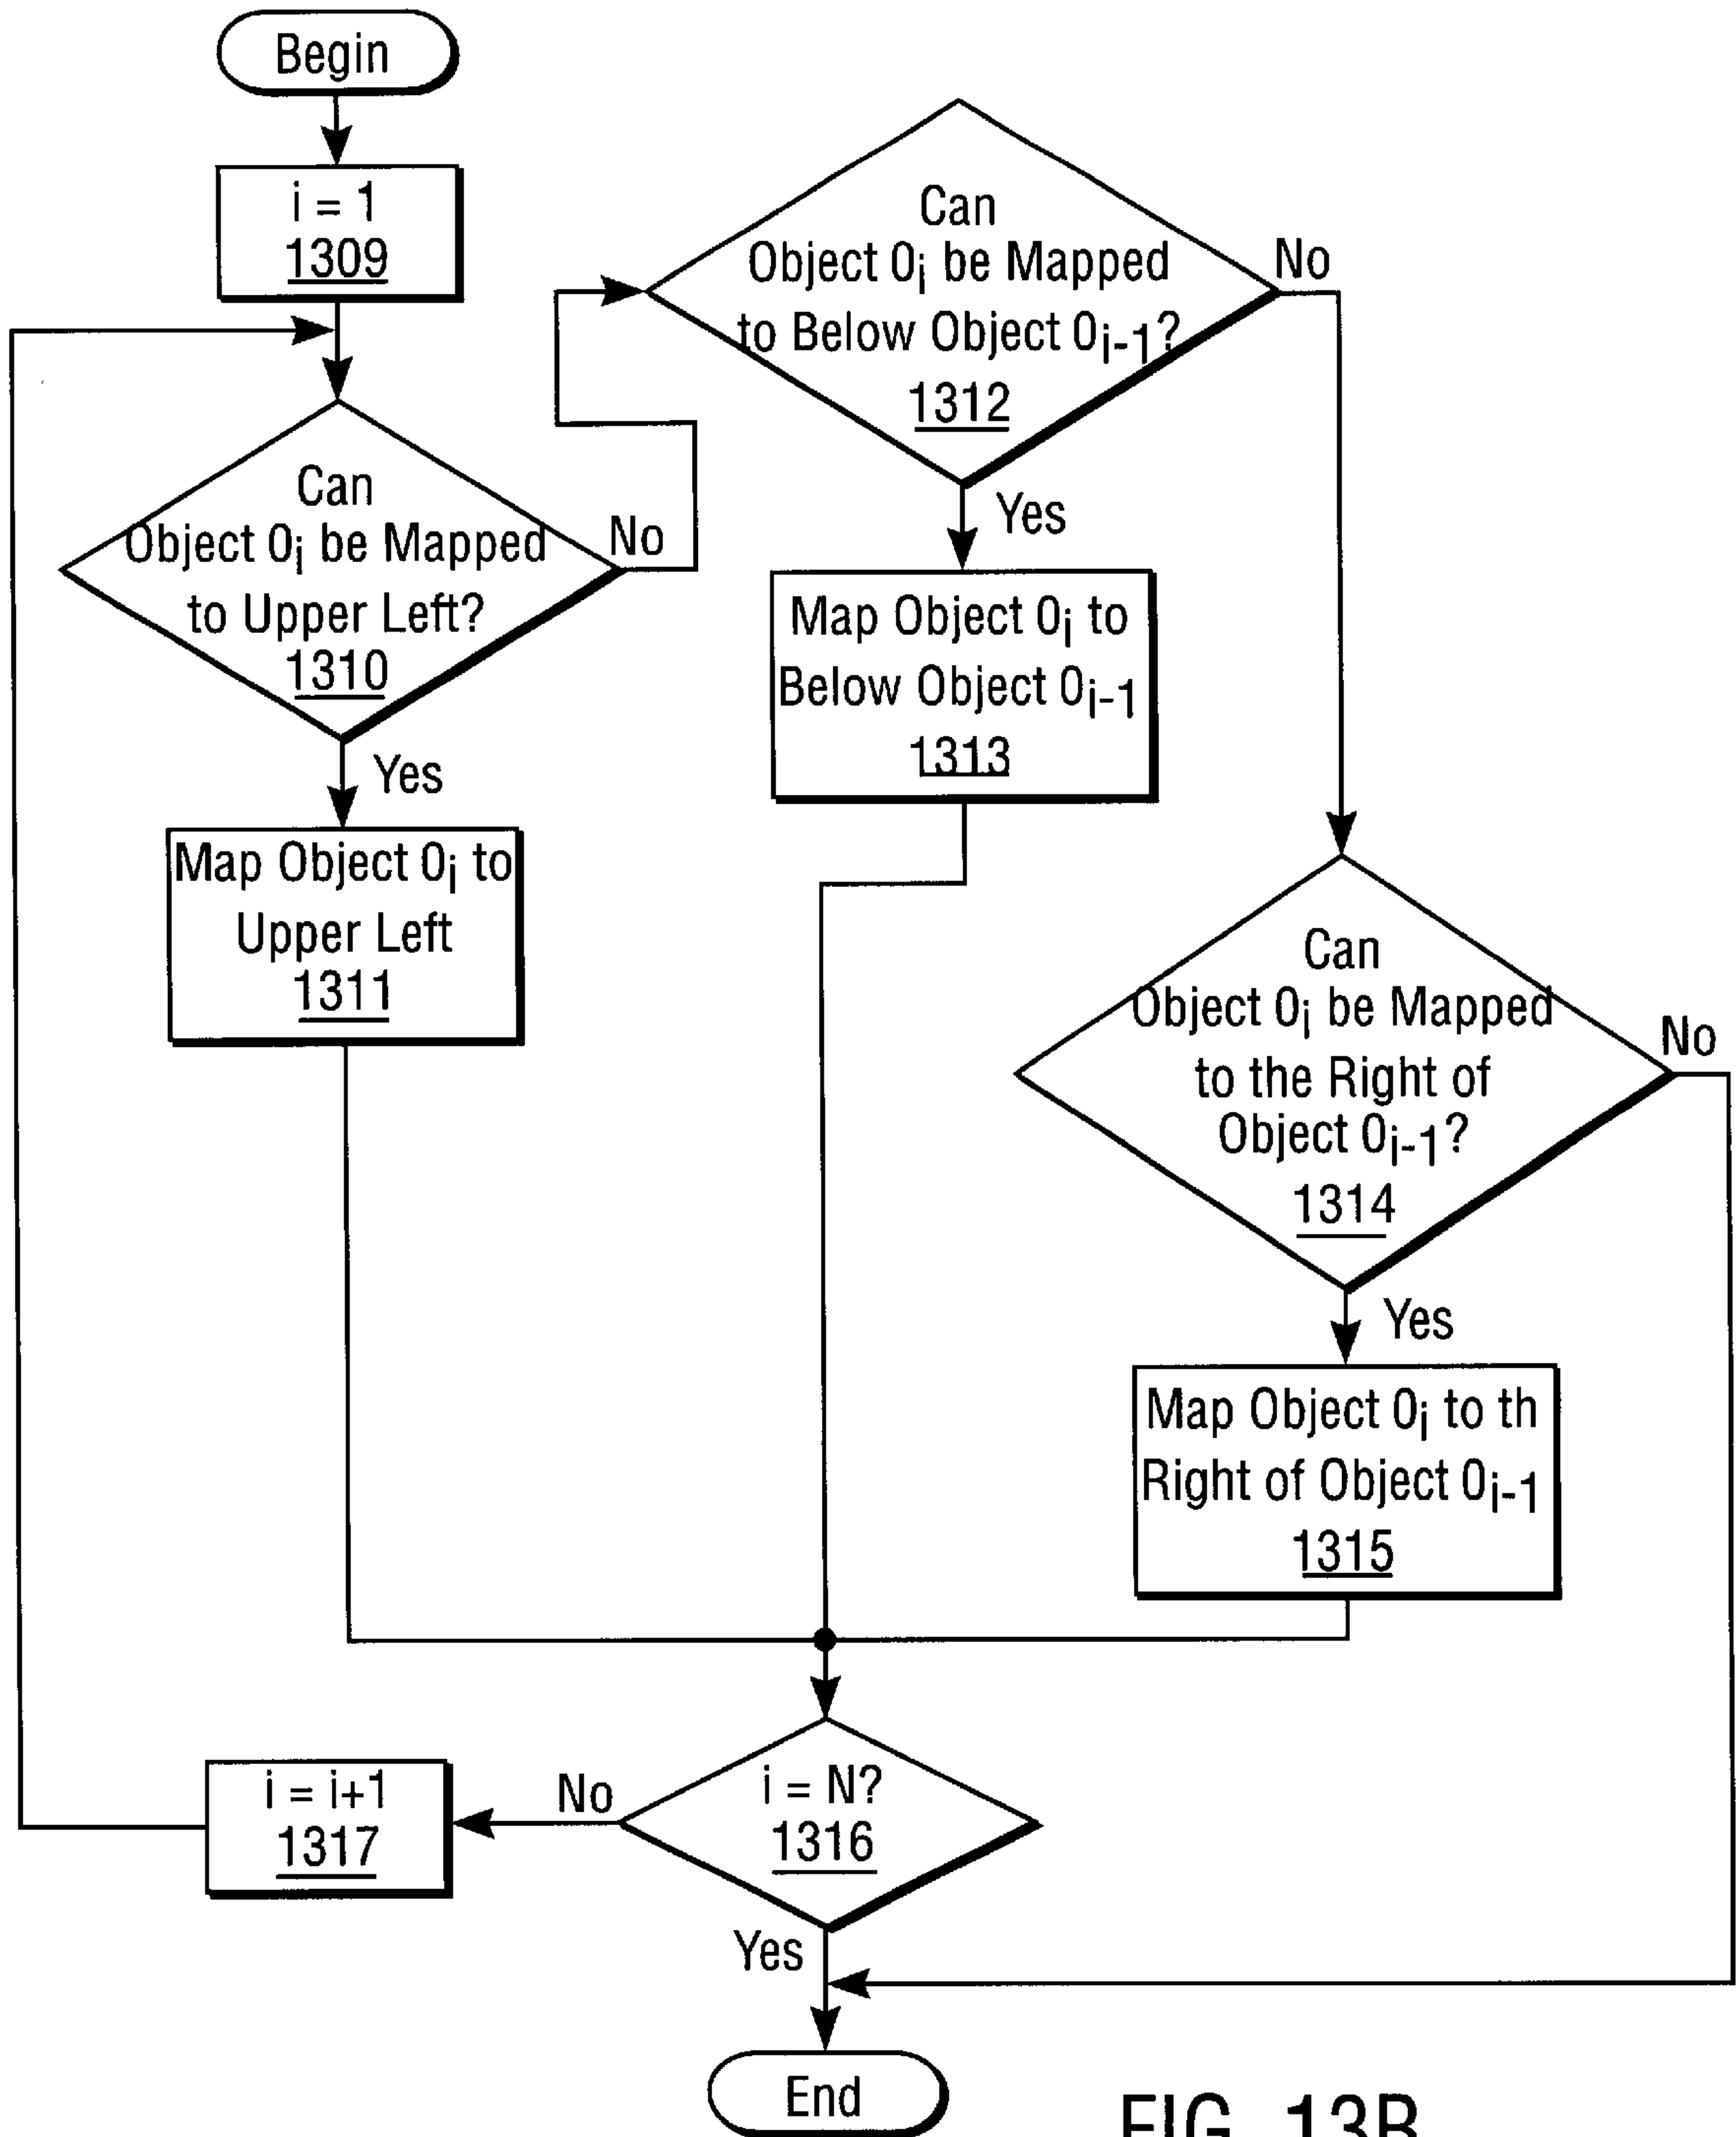 Begin
i = 1
1309
Can
Object 0i be Mapped
to Upper Left?
1310
No
Yes
Map Object 0i to
Upper Left
1311
Can
Object 0i be Mapped
to Below Object 0i-1?
1312
No
Yes
Map Object 0i to
Below Object 0i-1
1313
Can
Object 0i be Mapped
to the Right of
Object 0i-1?
1314
No
Yes
Map Object 0i to th
Right of Object 0i-1
1315
i = N?
1316
No
Yes
i = i+1
1317
End
FIG. 13B